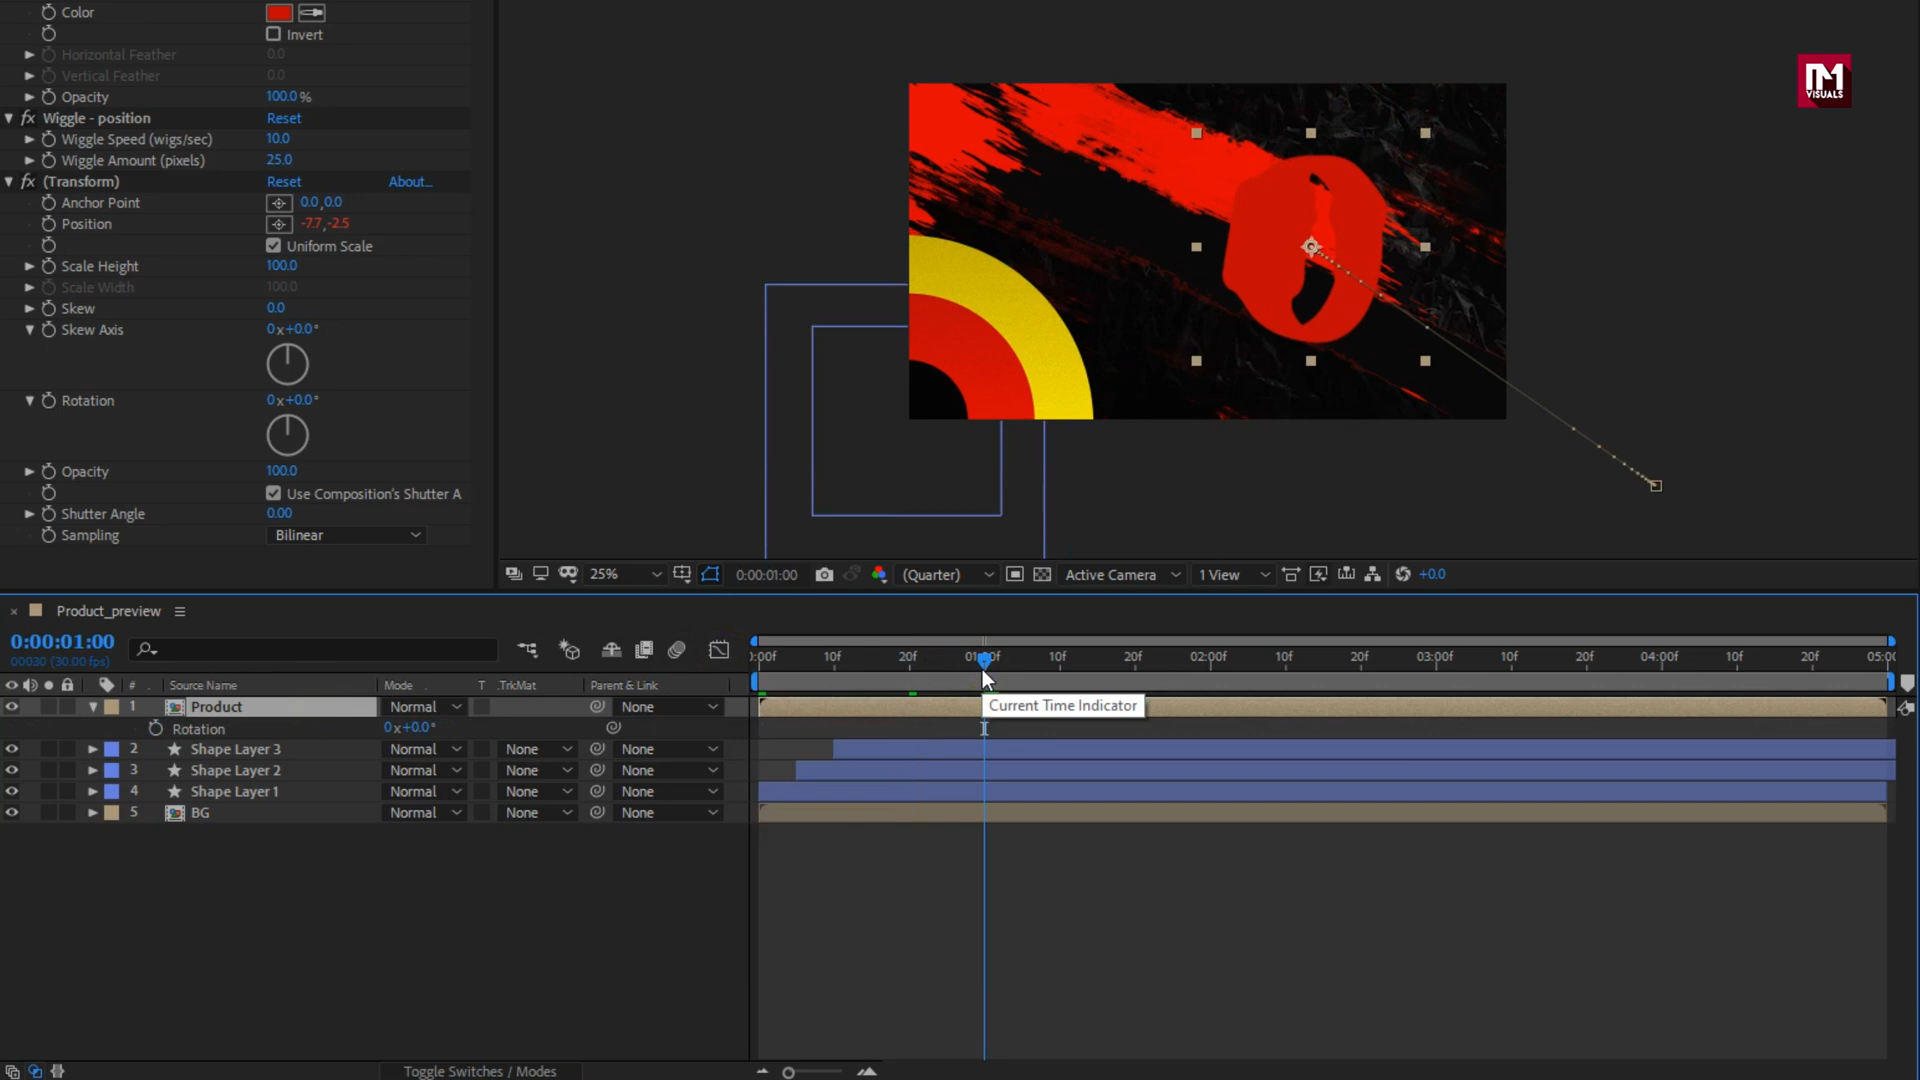 Color
Invert
Horizontal Feather 0.0
Vertical Feather 0.0
Opacity 100.0 %
fx Wiggle - position Reset
Wiggle Speed (wigs/sec) 10.0
Wiggle Amount (pixels) 25.0
fx (Transform) Reset About...
Anchor Point 0.0,0.0
Position -7.7,-2.5
Uniform Scale
Scale Height 100.0
Scale Width 100.0
Skew 0.0
Skew Axis 0x+0.0°
Rotation 0x+0.0°
Opacity 100.0
Use Composition's Shutter A
Shutter Angle 0.00
Sampling Bilinear
M VISUALS
25% 0:00:01:00 (Quarter) Active Camera 1 View +0.0
× Product_preview
0:00:01:00
00030 (30.00 fps)
:00f 10f 20f 01:00f 10f 20f 02:00f 10f 20f 03:00f 10f 20f 04:00f 10f 20f 05:00
# Source Name Mode T .TrkMat Parent & Link
1 Product Normal None
Current Time Indicator
Rotation 0x+0.0°
2 Shape Layer 3 Normal None None
3 Shape Layer 2 Normal None None
4 Shape Layer 1 Normal None None
5 BG Normal None None
Toggle Switches / Modes